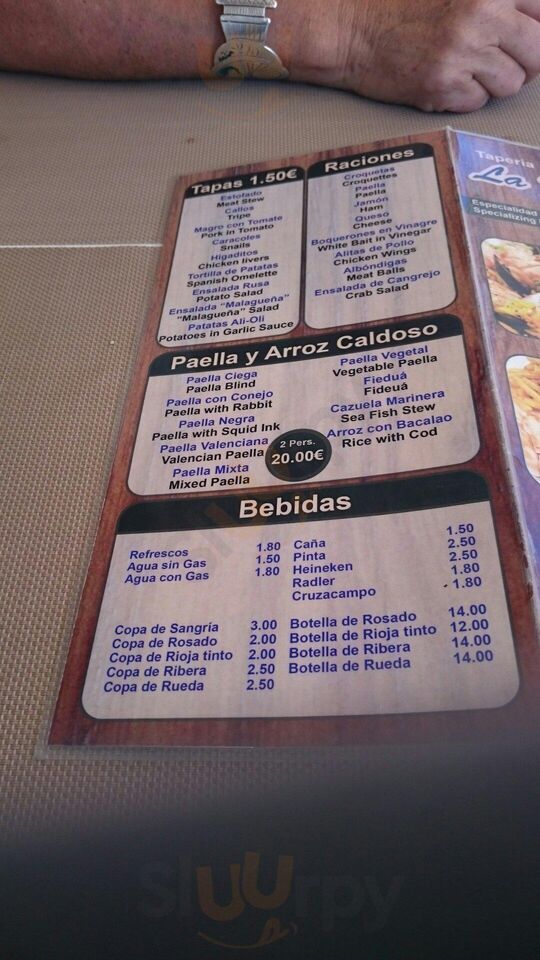 Tapas 1.50€
Estofado
Meat Stew
Callos
Tripe
Magro con Tomate
Pork in Tomato
Caracoles
Snails
Higaditos
Chicken livers
Tortilla de Patatas
Spanish Omelette
Ensalada Rusa
Potato Salad
Ensalada "Malagueña"
"Malagueña" Salad
Patatas Ali-Oli
Potatoes in Garlic Sauce
Raciones
Croquetas
Croquettes
Paella
Paella
Jamón
Ham
Queso
Cheese
Boquerones en Vinagre
White Bait in Vinegar
Alitas de Pollo
Chicken Wings
Albóndigas
Meat Balls
Ensalada de Cangrejo
Crab Salad
Taperia
La
Especialidad
Specializing
Paella y Arroz Caldoso
Paella Ciega
Paella Blind
Paella con Conejo
Paella with Rabbit
Paella Negra
Paella with Squid Ink
Paella Valenciana
Valencian Paella
Paella Mixta
Mixed Paella
2 Pers.
20.00€
Paella Vegetal
Vegetable Paella
Fieduá
Fideuá
Cazuela Marinera
Sea Fish Stew
Arroz con Bacalao
Rice with Cod
Bebidas
Refrescos 1.80
Agua sin Gas 1.50
Agua con Gas 1.80
Caña 1.50
Pinta 2.50
Heineken 2.50
Radler 1.80
Cruzacampo 1.80
Copa de Sangría 3.00
Copa de Rosado 2.00
Copa de Rioja tinto 2.00
Copa de Ribera 2.50
Copa de Rueda 2.50
Botella de Rosado 14.00
Botella de Rioja tinto 12.00
Botella de Ribera 14.00
Botella de Rueda 14.00
Sluurpy